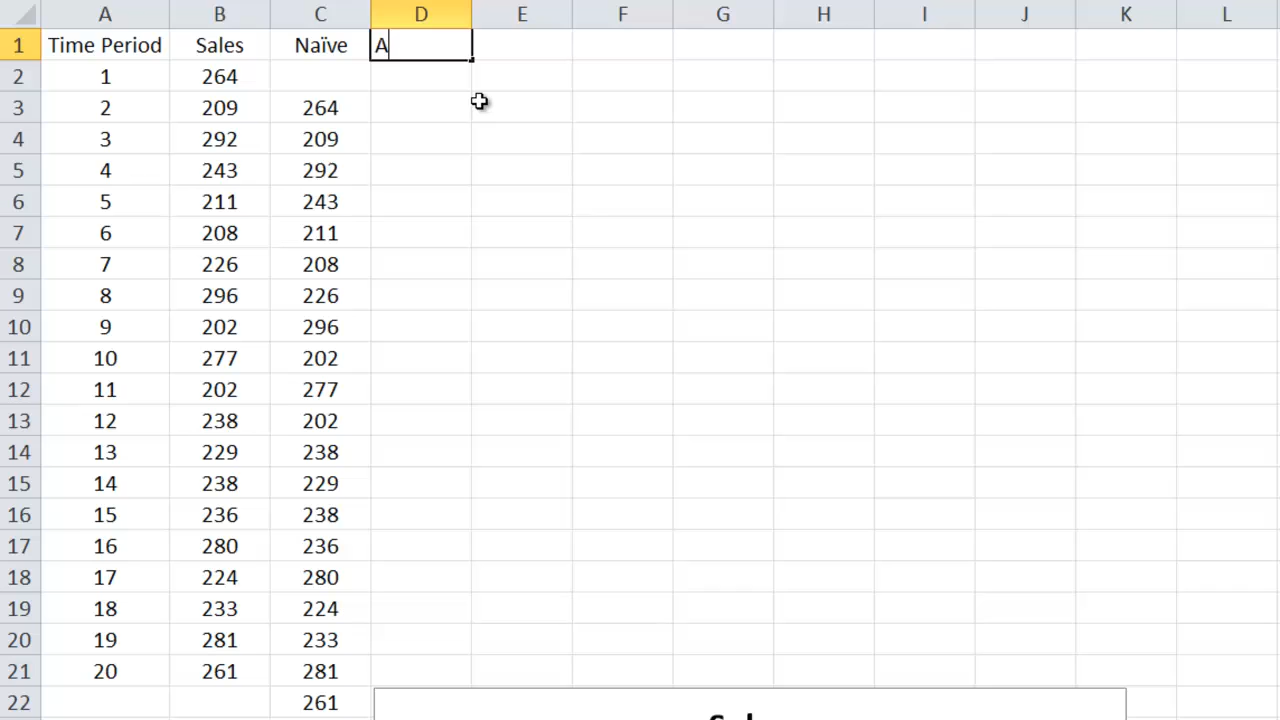 A B C D E F G H I J K L
1 Time Period Sales Naïve A
2 1 264
3 2 209 264
4 3 292 209
5 4 243 292
6 5 211 243
7 6 208 211
8 7 226 208
9 8 296 226
10 9 202 296
11 10 277 202
12 11 202 277
13 12 238 202
14 13 229 238
15 14 238 229
16 15 236 238
17 16 280 236
18 17 224 280
19 18 233 224
20 19 281 233
21 20 261 281
22 261